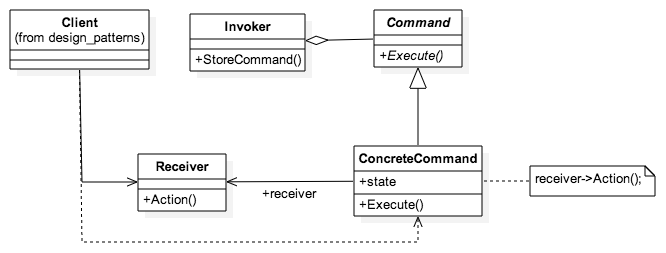 Client
(from design_patterns)
Invoker
+StoreCommand()
Command
+Execute()
Receiver
+Action()
+receiver
ConcreteCommand
+state
+Execute()
receiver->Action();